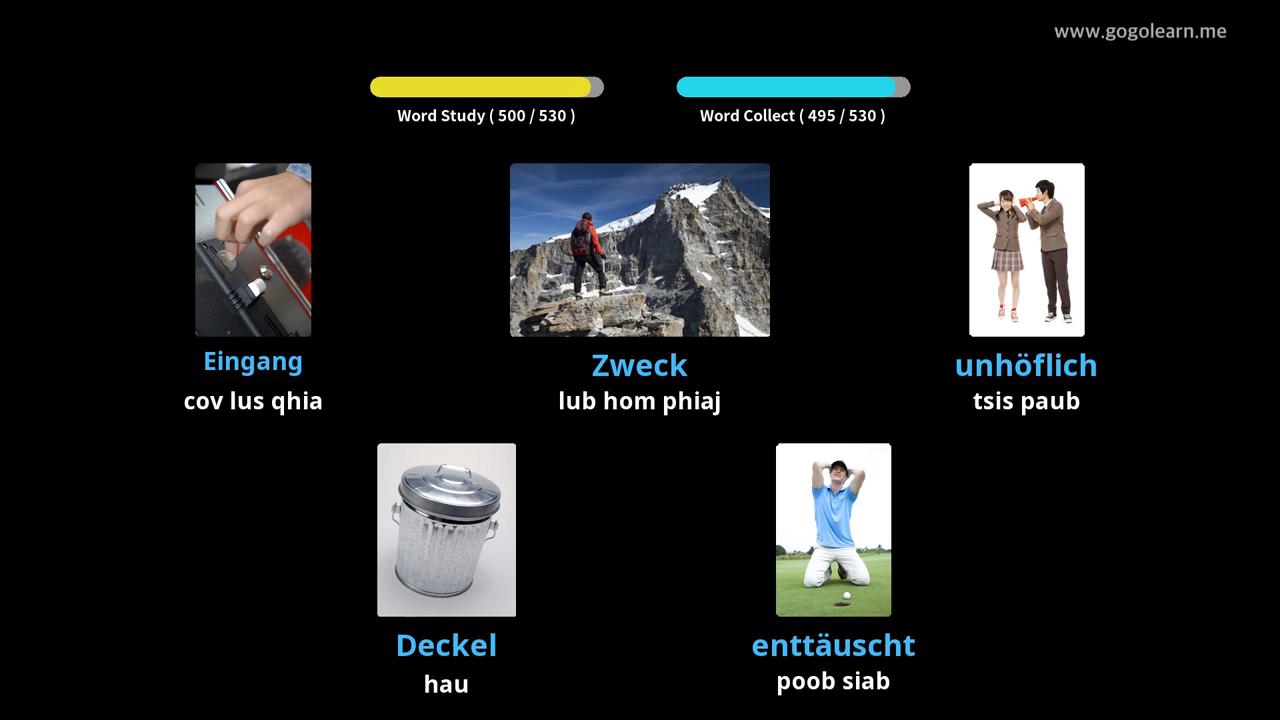 www.gogolearn.me
Word Study ( 500 / 530 )
Word Collect ( 495 / 530 )
Eingang
cov lus qhia
Zweck
lub hom phiaj
unhöflich
tsis paub
Deckel
hau
enttäuscht
poob siab